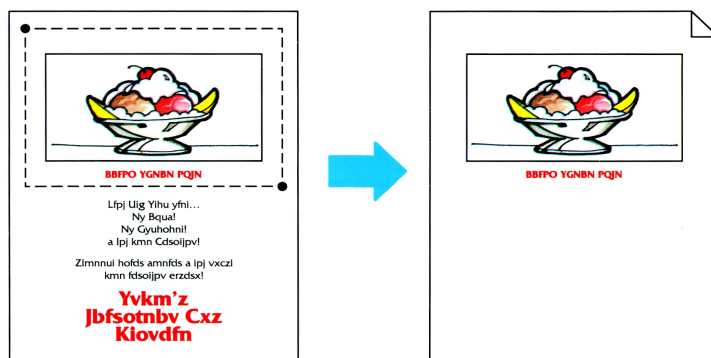 BBFPO YGNBN PQJN
Lfpj Uig Yihu yfni...
Ny Bqua!
Ny Gyuhohni!
a Ipj kmn Cdsoijpv!
Zlmnnui hofds amnfds a ipj vxczl
kmn fdsoijpv erzdsx!
Yvkm'z
Jbfsotnbv Cxz
Kiovdfn
BBFPO YGNBN PQJN